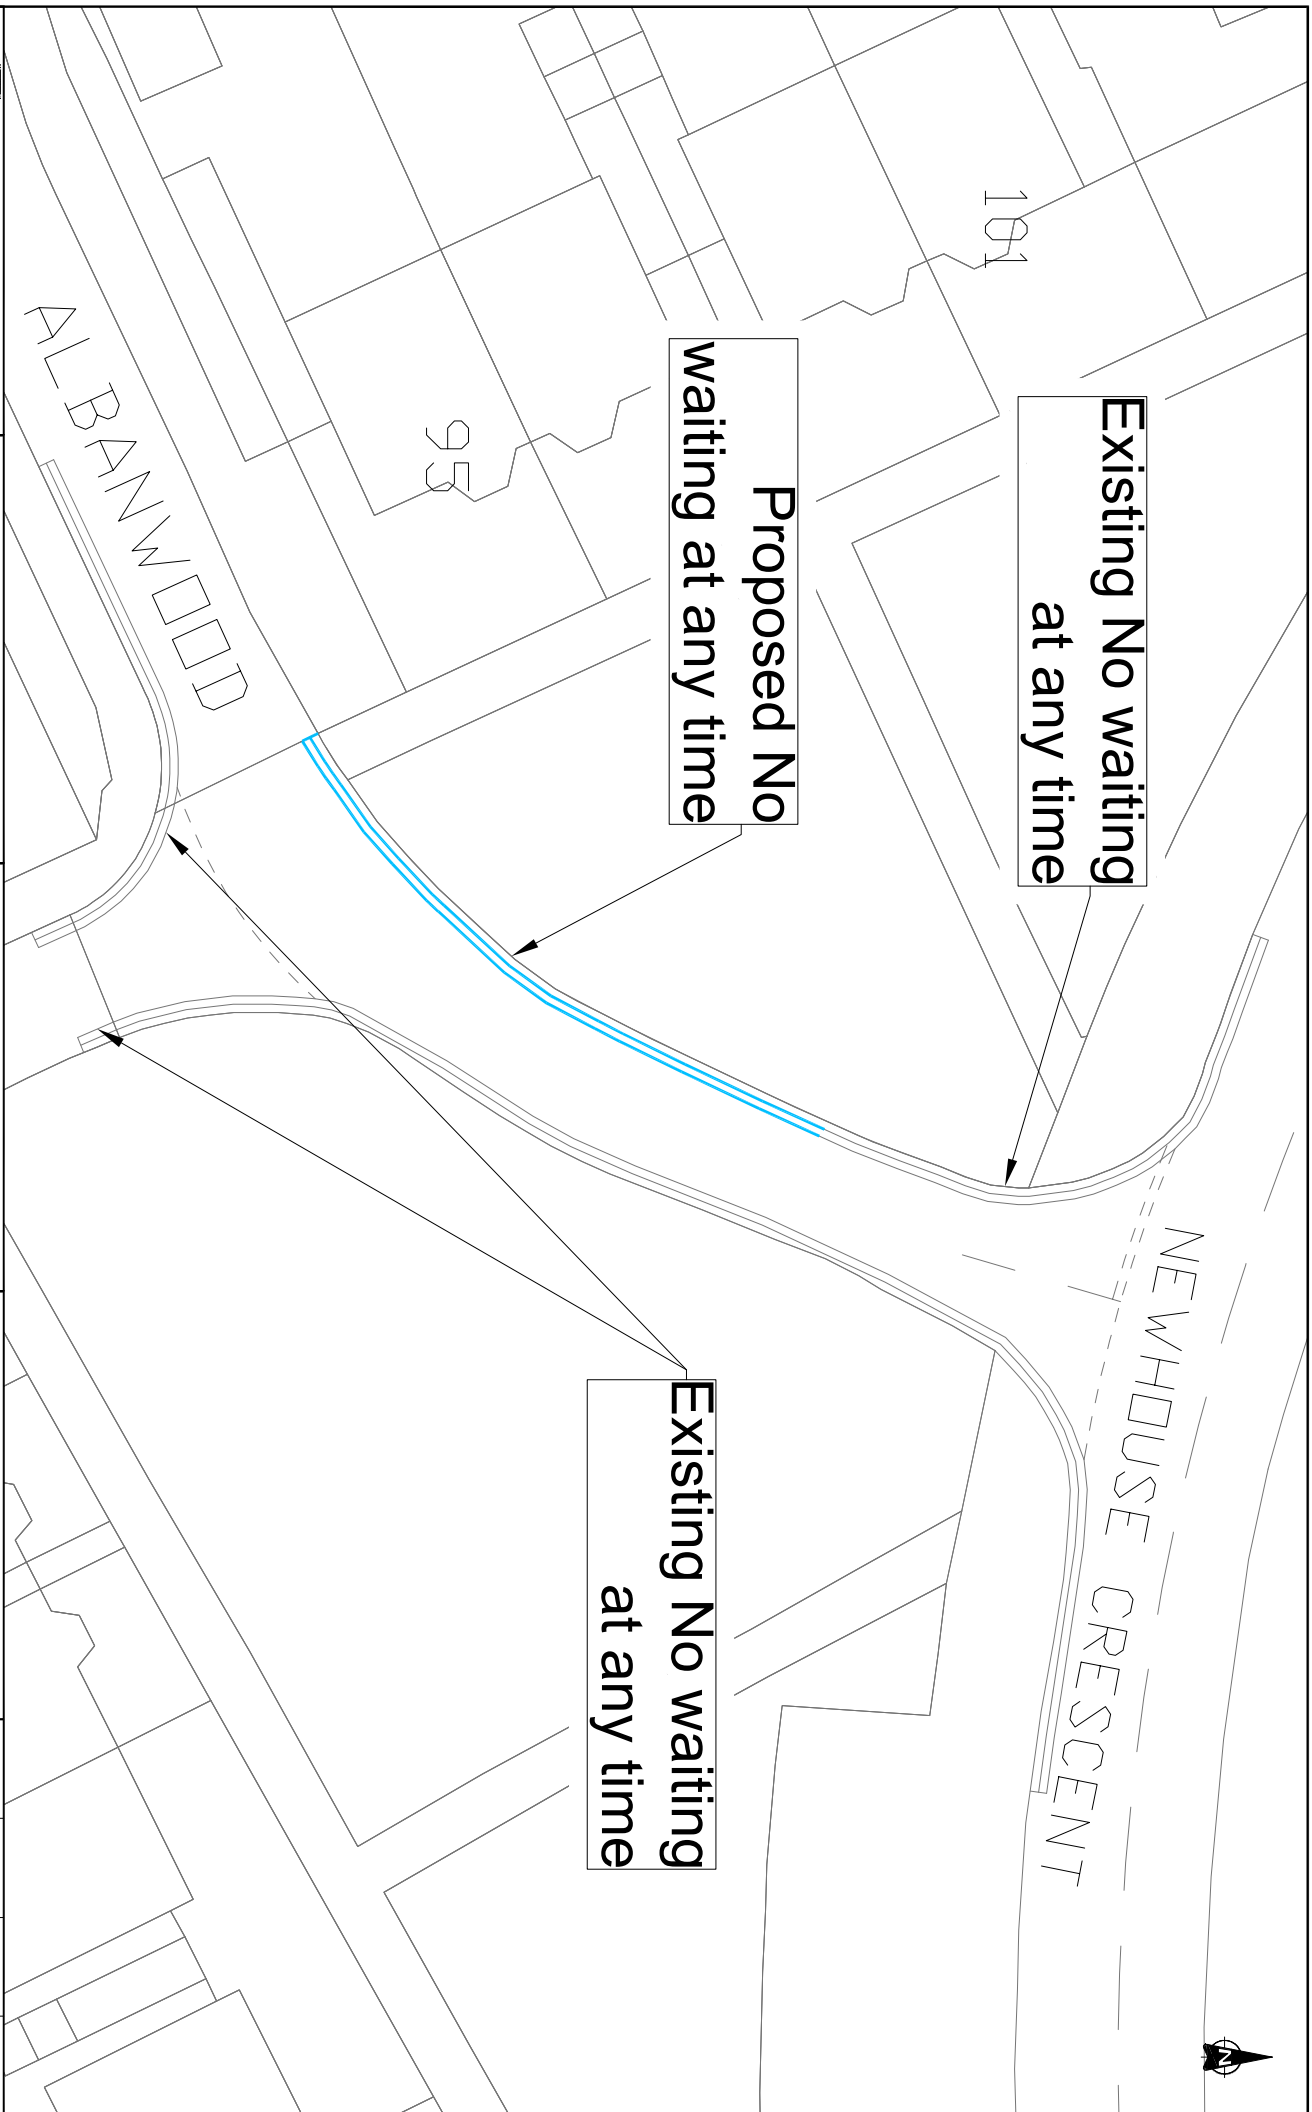 Existing No waiting
at any time
NEWHOUSE CRESCENT
Proposed No
waiting at any time
Existing No waiting
at any time
101
95
ALBANWOOD
N